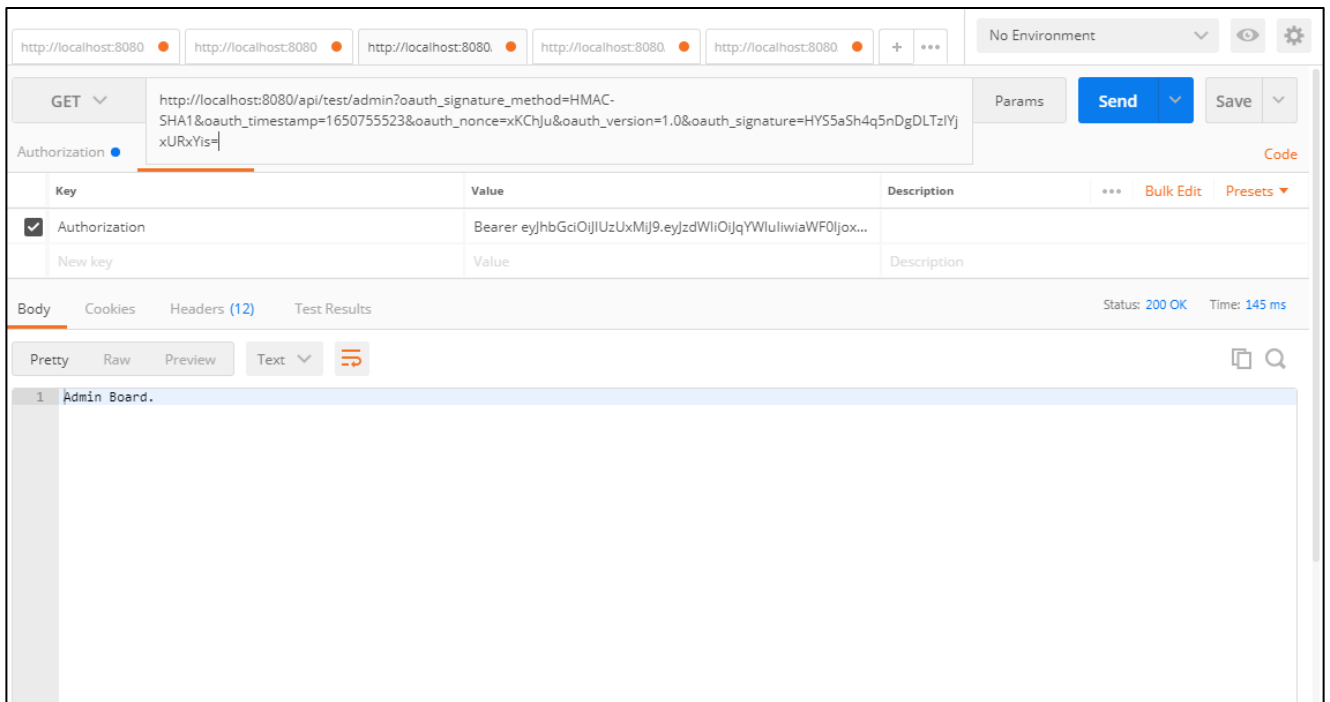 http://localhost:8080
http://localhost:8080
http://localhost:8080.
http://localhost:8080.
http://localhost:8080.
+
No Environment
GET
http://localhost:8080/api/test/admin?oauth_signature_method=HMAC-
SHA1&oauth_timestamp=1650755523&oauth_nonce=xKChJu&oauth_version=1.0&oauth_signature=HYS5aSh4q5nDgDLTzlYj
xURxYis=
Params
Send
Save
Authorization
Code
Key
Value
Description
Bulk Edit
Presets
Authorization
Bearer eyJhbGciOiJIUzUxMiJ9.eyJzdWIiOiJqYWluIiwiaWF0Ijox...
New key
Value
Description
Body
Cookies
Headers (12)
Test Results
Status: 200 OK
Time: 145 ms
Pretty
Raw
Preview
Text
1
Admin Board.